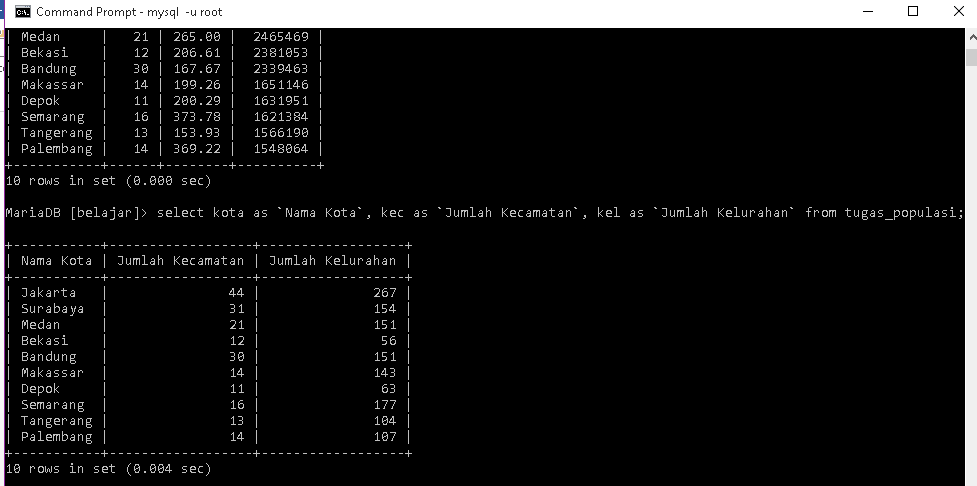 Command Prompt - mysql -u root
| Medan | 21 | 265.00 | 2465469 |
| Bekasi | 12 | 206.61 | 2381053 |
| Bandung | 30 | 167.67 | 2339463 |
| Makassar | 14 | 199.26 | 1651146 |
| Depok | 11 | 200.29 | 1631951 |
| Semarang | 16 | 373.78 | 1621384 |
| Tangerang | 13 | 153.93 | 1566190 |
| Palembang | 14 | 369.22 | 1548064 |
+-----------+------+--------+----------+
10 rows in set (0.000 sec)
MariaDB [belajar]> select kota as `Nama Kota`, kec as `Jumlah Kecamatan`, kel as `Jumlah Kelurahan` from tugas_populasi;
+-----------+------------------+------------------+
| Nama Kota | Jumlah Kecamatan | Jumlah Kelurahan |
+-----------+------------------+------------------+
| Jakarta | 44 | 267 |
| Surabaya | 31 | 154 |
| Medan | 21 | 151 |
| Bekasi | 12 | 56 |
| Bandung | 30 | 151 |
| Makassar | 14 | 143 |
| Depok | 11 | 63 |
| Semarang | 16 | 177 |
| Tangerang | 13 | 104 |
| Palembang | 14 | 107 |
+-----------+------------------+------------------+
10 rows in set (0.004 sec)